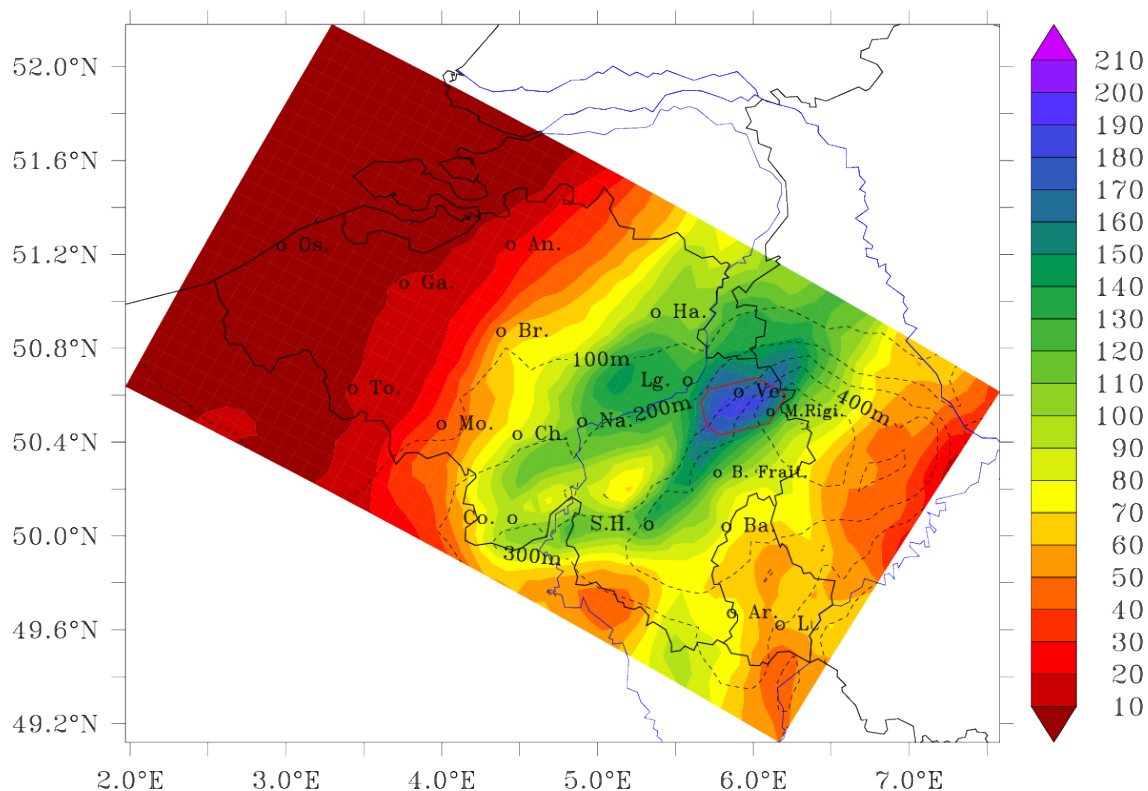 52.0°N
51.6°N
51.2°N
50.8°N
50.4°N
50.0°N
49.6°N
49.2°N
2.0°E 3.0°E 4.0°E 5.0°E 6.0°E 7.0°E
Os.
An.
Ga.
Ha.
Br.
100m
Lg.
To.
Ve.
200m
M.Rigi.
400m
Mo.
Na.
Ch.
B. Frait.
Co.
S.H.
Ba.
300m
Ar.
L.
210
200
190
180
170
160
150
140
130
120
110
100
90
80
70
60
50
40
30
20
10